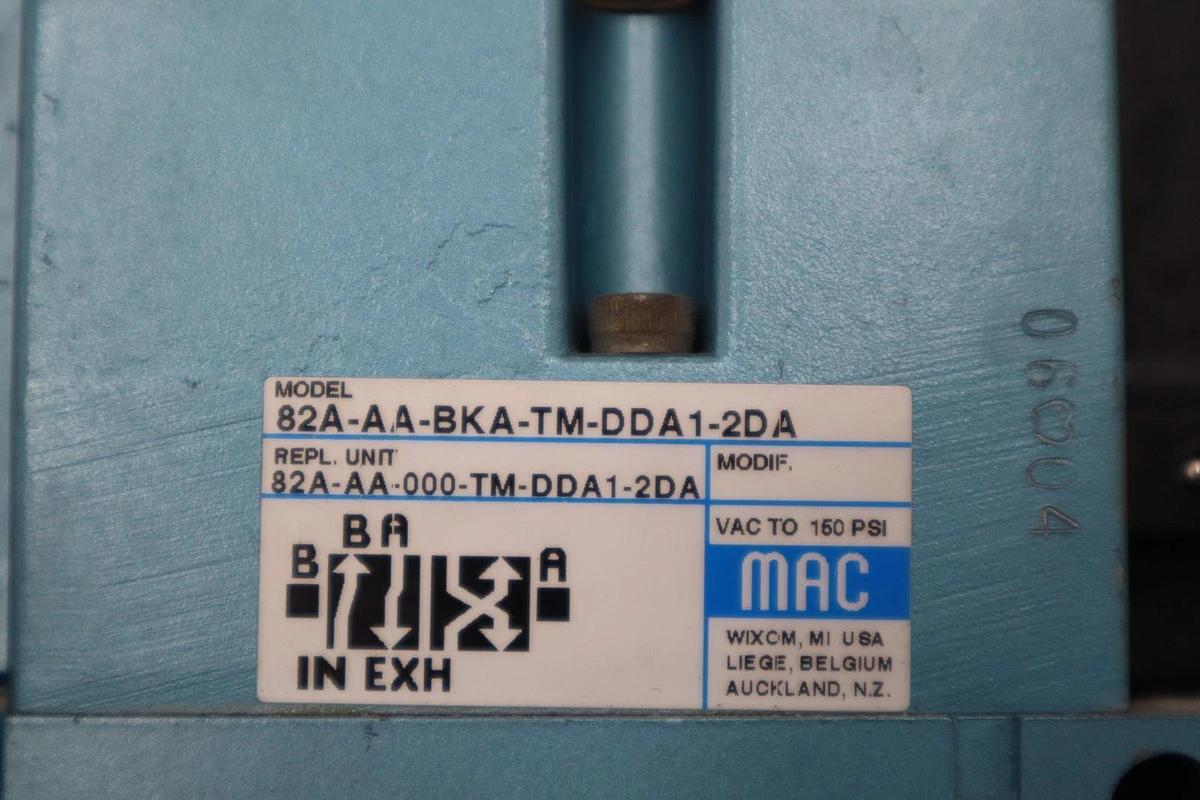 MODEL
82A-AA-BKA-TM-DDA1-2DA
REPL. UNIT
82A-AA-000-TM-DDA1-2DA
MODIF.
VAC TO 150 PSI
MAC
WIXOM, MI USA
LIEGE, BELGIUM
AUCKLAND, N.Z.
B A
B A
IN EXH